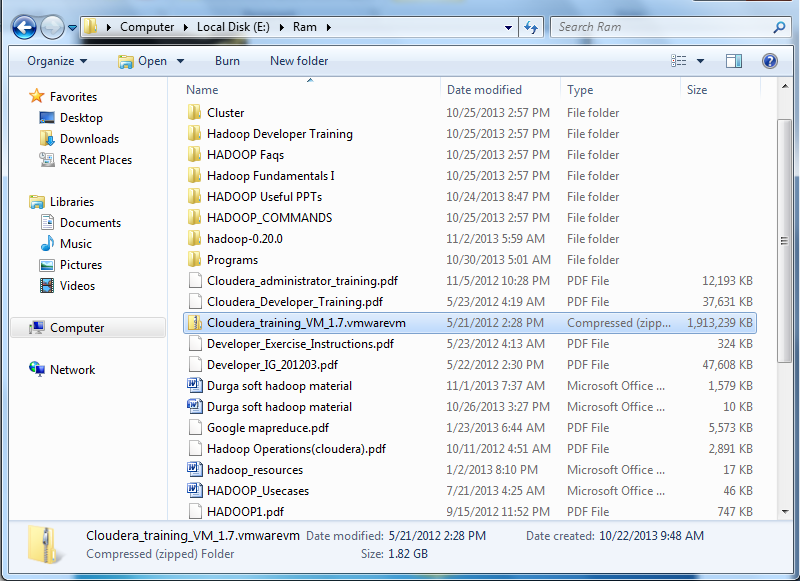 Computer Local Disk (E:) Ram Search Ram
Organize Open Burn New folder
Name Date modified Type Size
Favorites
Desktop
Downloads
Recent Places
Libraries
Documents
Music
Pictures
Videos
Computer
Network
Cluster 10/25/2013 2:57 PM File folder
Hadoop Developer Training 10/25/2013 2:57 PM File folder
HADOOP Faqs 10/25/2013 2:57 PM File folder
Hadoop Fundamentals I 10/25/2013 2:57 PM File folder
HADOOP Useful PPTs 10/24/2013 8:47 PM File folder
HADOOP_COMMANDS 10/25/2013 2:57 PM File folder
hadoop-0.20.0 11/2/2013 5:59 AM File folder
Programs 10/30/2013 5:01 AM File folder
Cloudera_administrator_training.pdf 11/5/2012 10:28 PM PDF File 12,193 KB
Cloudera_Developer_Training.pdf 5/23/2012 4:19 AM PDF File 37,631 KB
Cloudera_training_VM_1.7.vmwarevm 5/21/2012 2:28 PM Compressed (zipp... 1,913,239 KB
Developer_Exercise_Instructions.pdf 5/23/2012 4:13 AM PDF File 324 KB
Developer_IG_201203.pdf 5/22/2012 2:30 PM PDF File 47,608 KB
Durga soft hadoop material 11/1/2013 7:37 AM Microsoft Office ... 1,579 KB
Durga soft hadoop material 10/26/2013 3:27 PM Microsoft Office ... 10 KB
Google mapreduce.pdf 1/23/2013 6:44 AM PDF File 5,573 KB
Hadoop Operations(cloudera).pdf 10/11/2012 4:51 AM PDF File 2,891 KB
hadoop_resources 1/2/2013 8:10 PM Microsoft Office ... 17 KB
HADOOP_Usecases 7/21/2013 4:25 AM Microsoft Office ... 46 KB
HADOOP1.pdf 9/15/2012 11:52 PM PDF File 747 KB
Cloudera_training_VM_1.7.vmwarevm Date modified: 5/21/2012 2:28 PM Date created: 10/22/2013 9:48 AM
Compressed (zipped) Folder Size: 1.82 GB